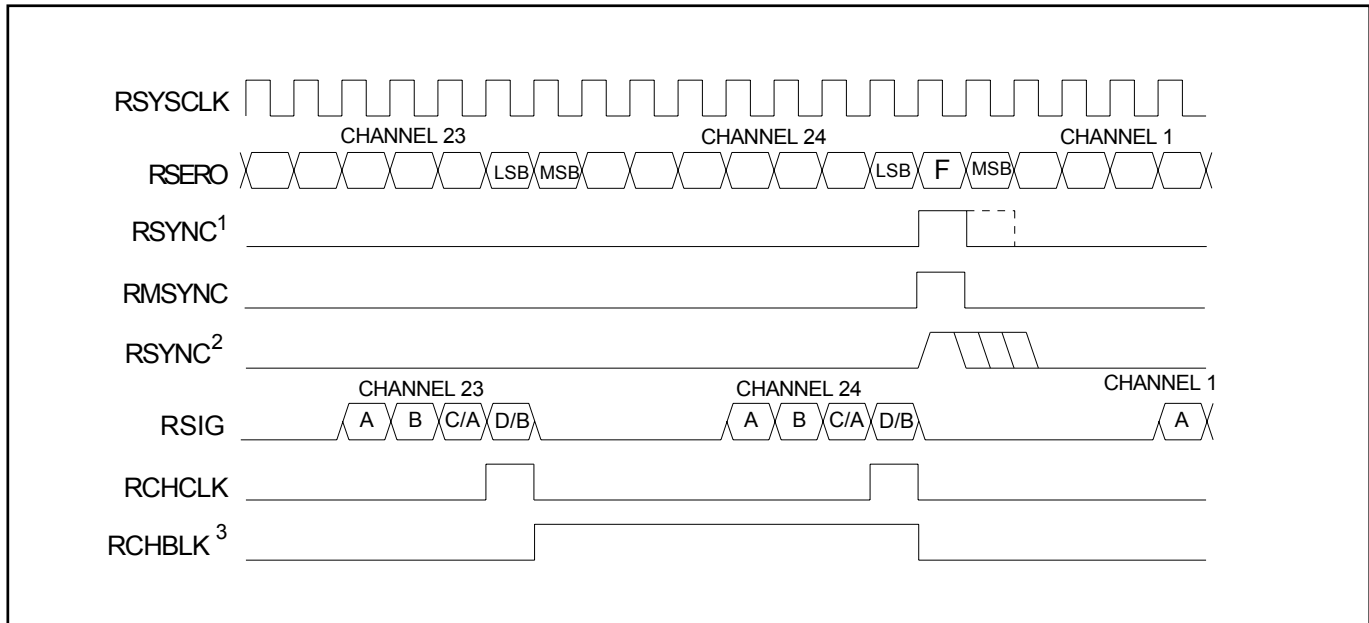 RSYSCLK
CHANNEL 23 CHANNEL 24 CHANNEL 1
RSERO LSB MSB LSB F MSB
RSYNC1
RMSYNC
RSYNC2
CHANNEL 23 CHANNEL 24 CHANNEL 1
RSIG A B C/A D/B A B C/A D/B A
RCHCLK
RCHBLK 3